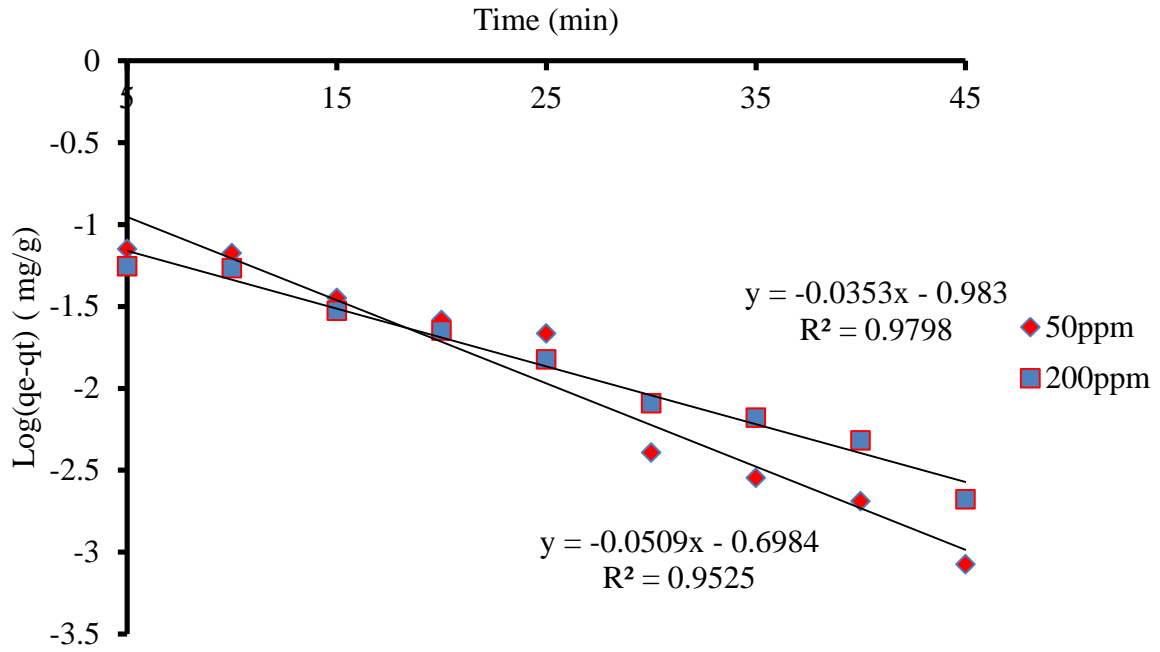 Time (min)
0
5
15
25
35
45
-0.5
-1
-1.5
-2
-2.5
-3
-3.5
Log(qe-qt) ( mg/g)
y = -0.0353x - 0.983
R² = 0.9798
50ppm
200ppm
y = -0.0509x - 0.6984
R² = 0.9525